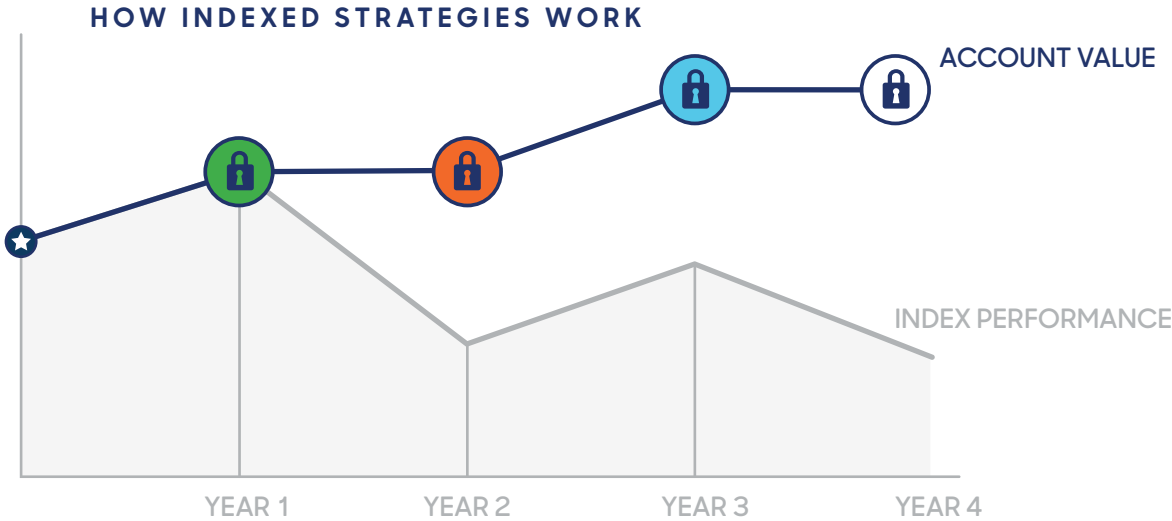 HOW INDEXED STRATEGIES WORK
ACCOUNT VALUE
INDEX PERFORMANCE
YEAR 1
YEAR 2
YEAR 3
YEAR 4